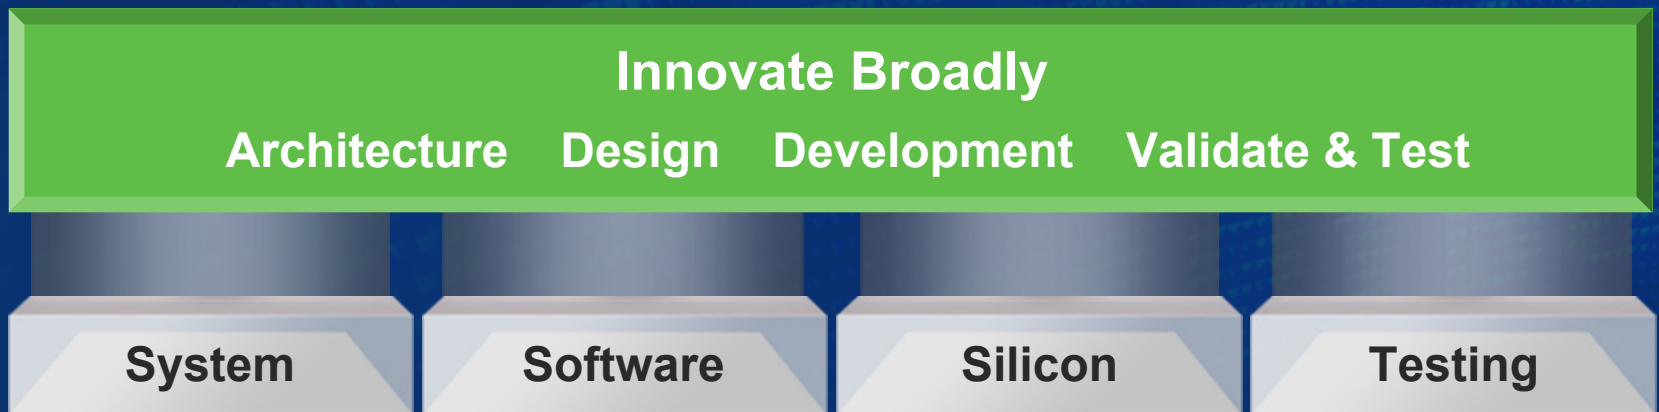 Innovate Broadly
Architecture Design Development Validate & Test
System Software Silicon Testing